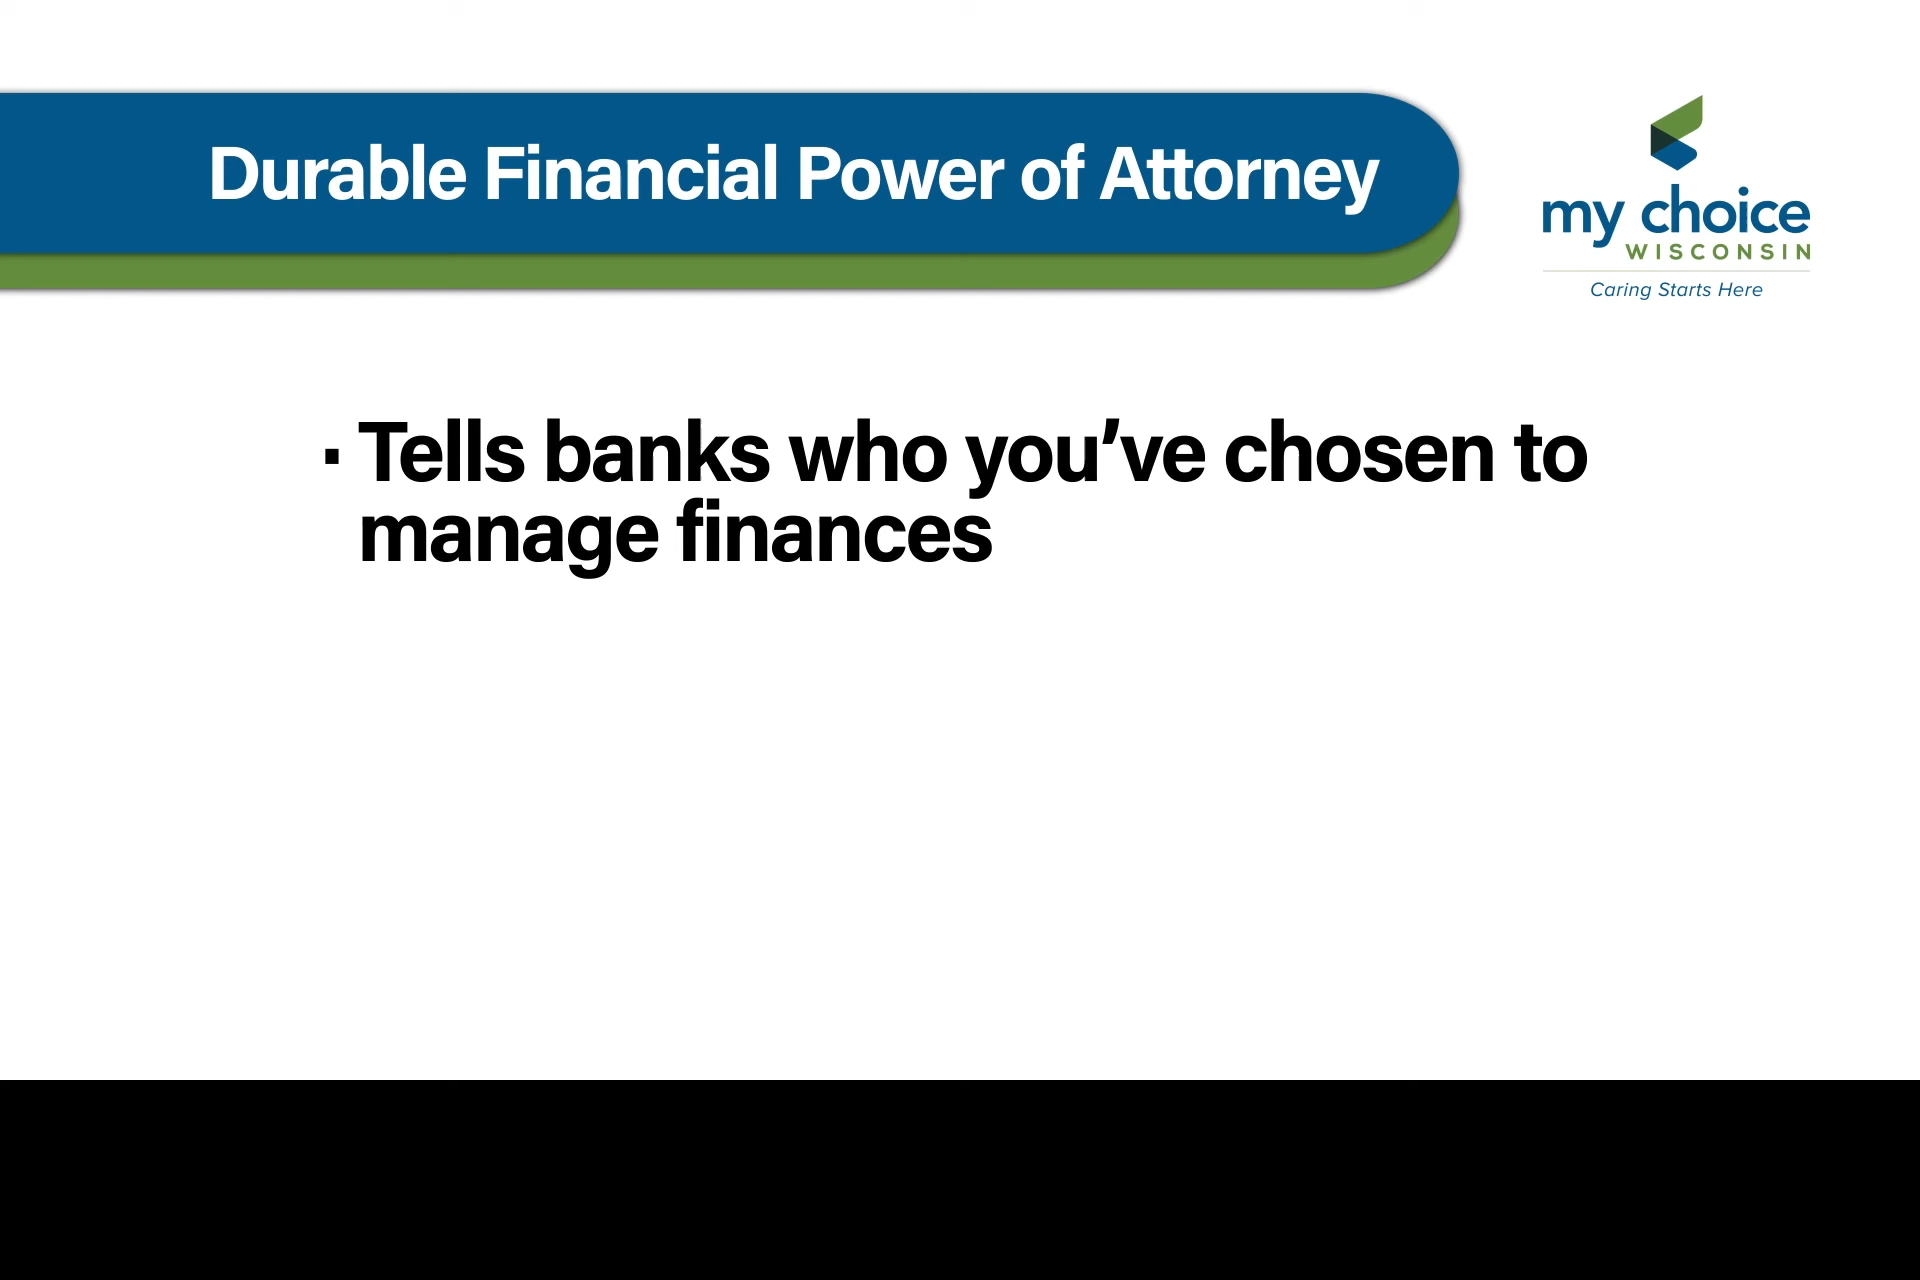 Durable Financial Power of Attorney
my choice
WISCONSIN
Caring Starts Here
· Tells banks who you’ve chosen to
manage finances